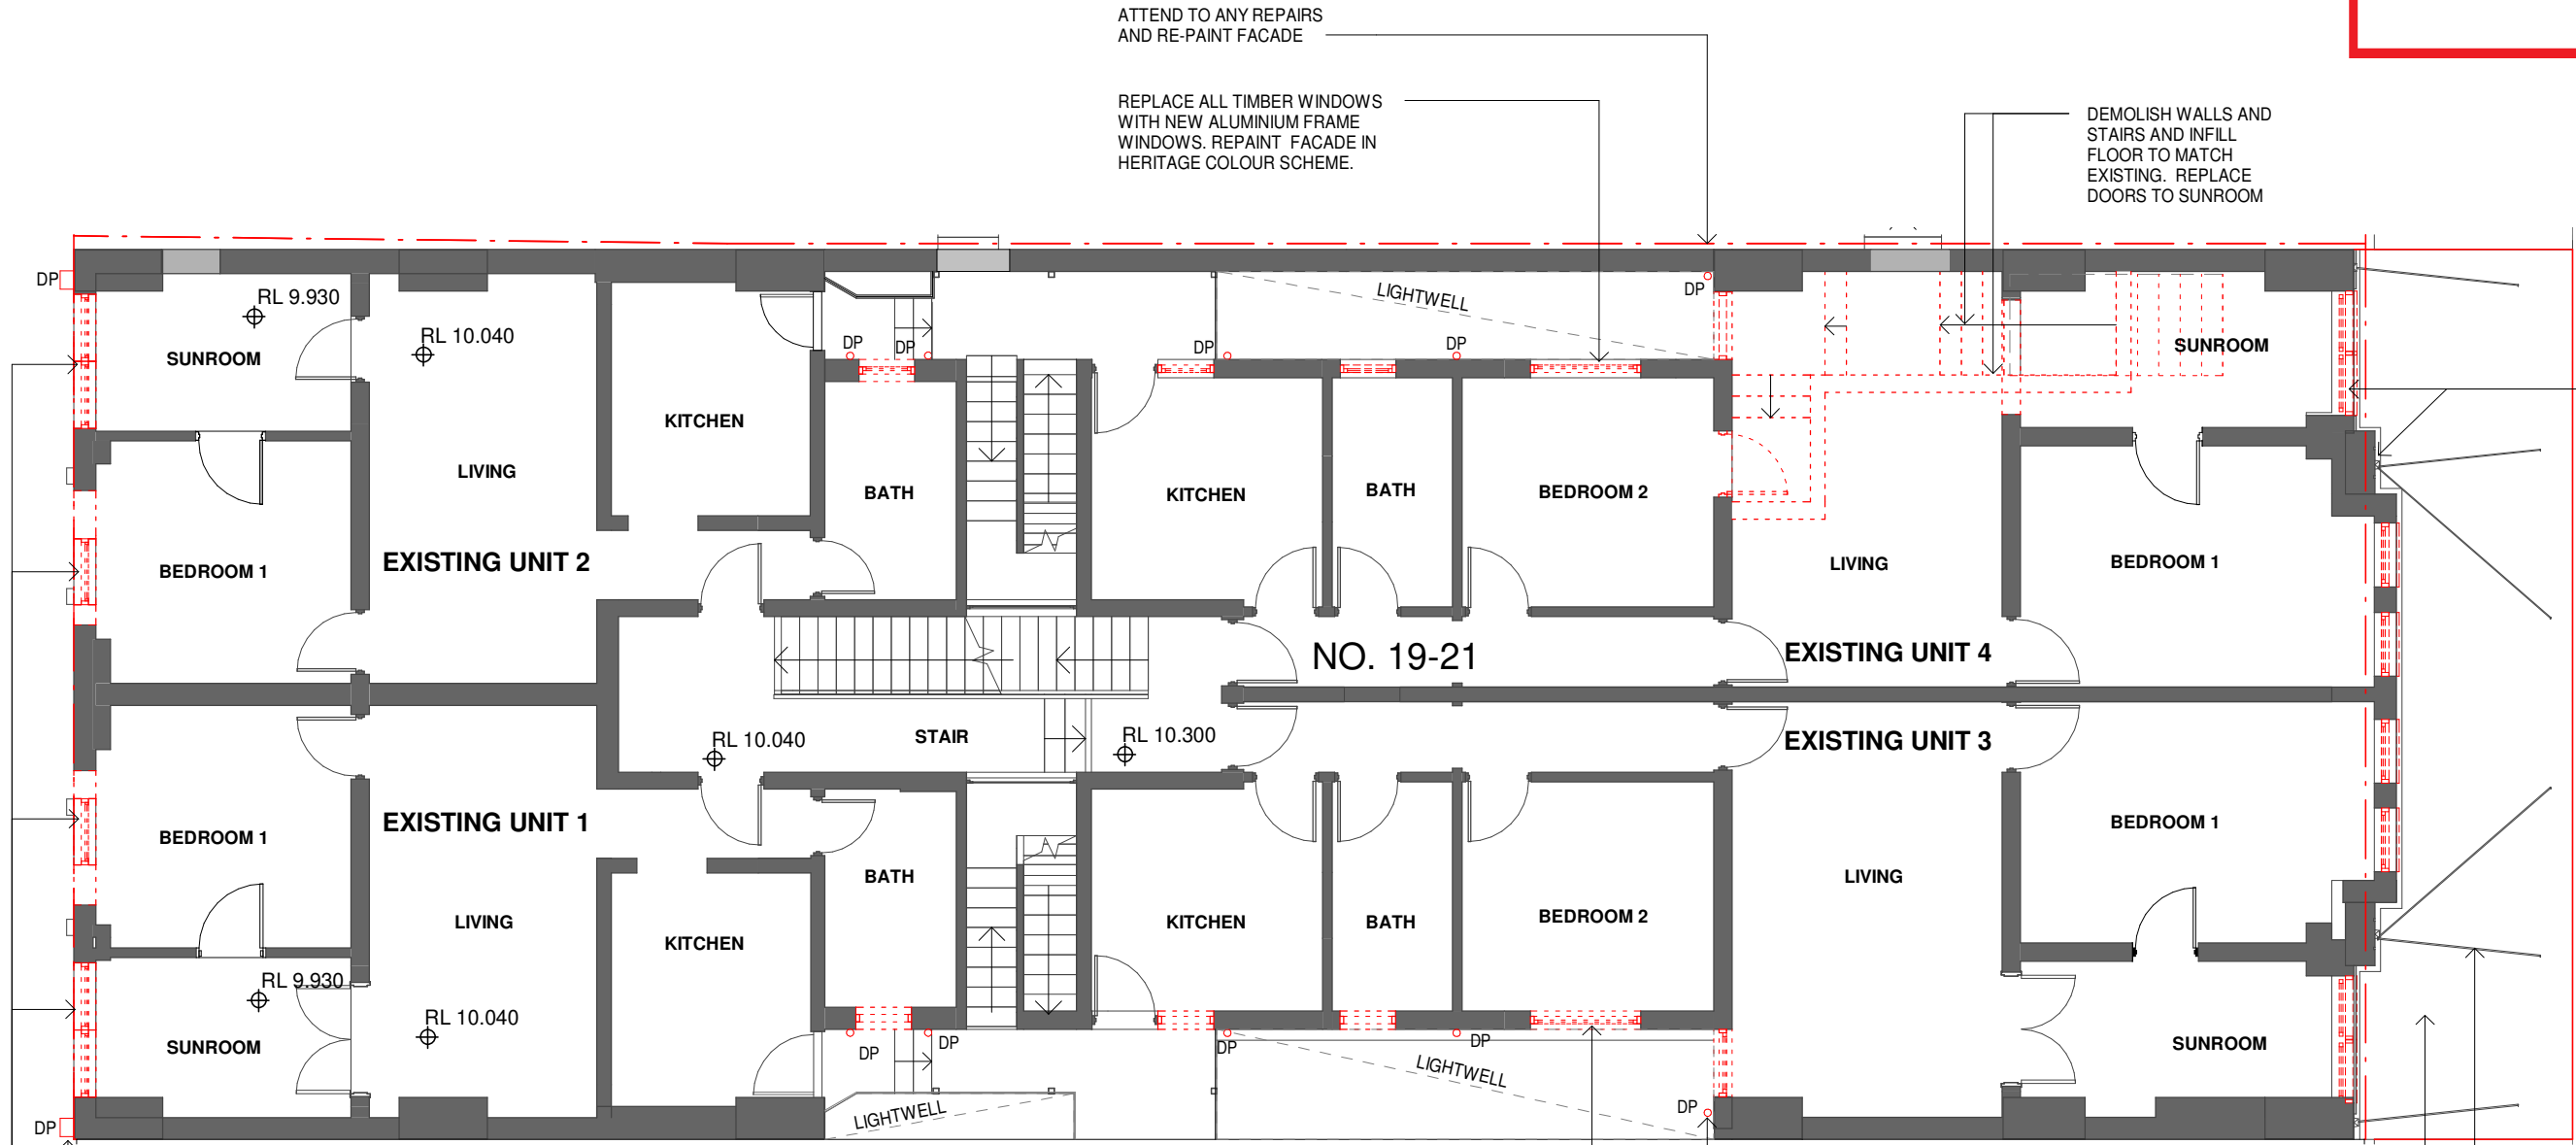 ATTEND TO ANY REPAIRS
AND RE-PAINT FACADE
REPLACE ALL TIMBER WINDOWS
WITH NEW ALUMINIUM FRAME
WINDOWS. REPAINT FACADE IN
HERITAGE COLOUR SCHEME.
DEMOLISH WALLS AND
STAIRS AND INFILL
FLOOR TO MATCH
EXISTING. REPLACE
DOORS TO SUNROOM
DP
RL 9.930
RL 10.040
SUNROOM
LIVING
KITCHEN
BEDROOM 1
EXISTING UNIT 2
DP
DP
BATH
DP
DP
LIGHTWELL
DP
KITCHEN
BATH
BEDROOM 2
SUNROOM
LIVING
BEDROOM 1
NO. 19-21
EXISTING UNIT 4
RL 10.040
STAIR
RL 10.300
EXISTING UNIT 3
BEDROOM 1
EXISTING UNIT 1
BATH
LIVING
KITCHEN
KITCHEN
BATH
BEDROOM 2
LIVING
BEDROOM 1
RL 9.930
RL 10.040
SUNROOM
DP
DP
DP
DP
SUNROOM
LIGHTWELL
LIGHTWELL
DP
DP